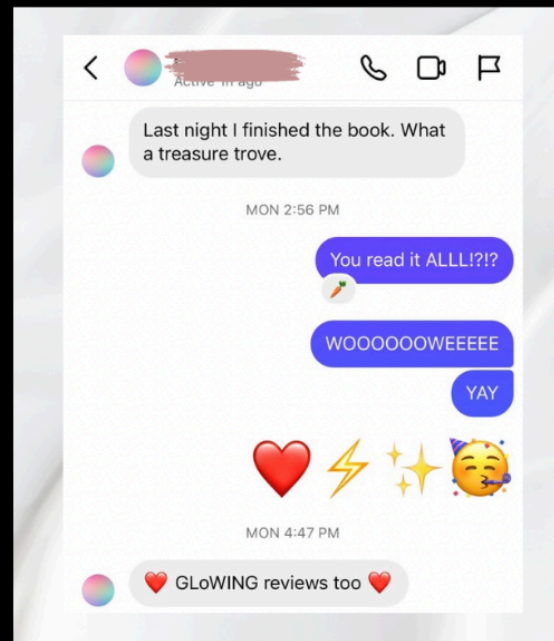 Last night I finished the book. What
a treasure trove.
MON 2:56 PM
You read it ALLL!?!?
WOOOOOOWEEEEE
YAY
MON 4:47 PM
❤️ GLoWING reviews too ❤️